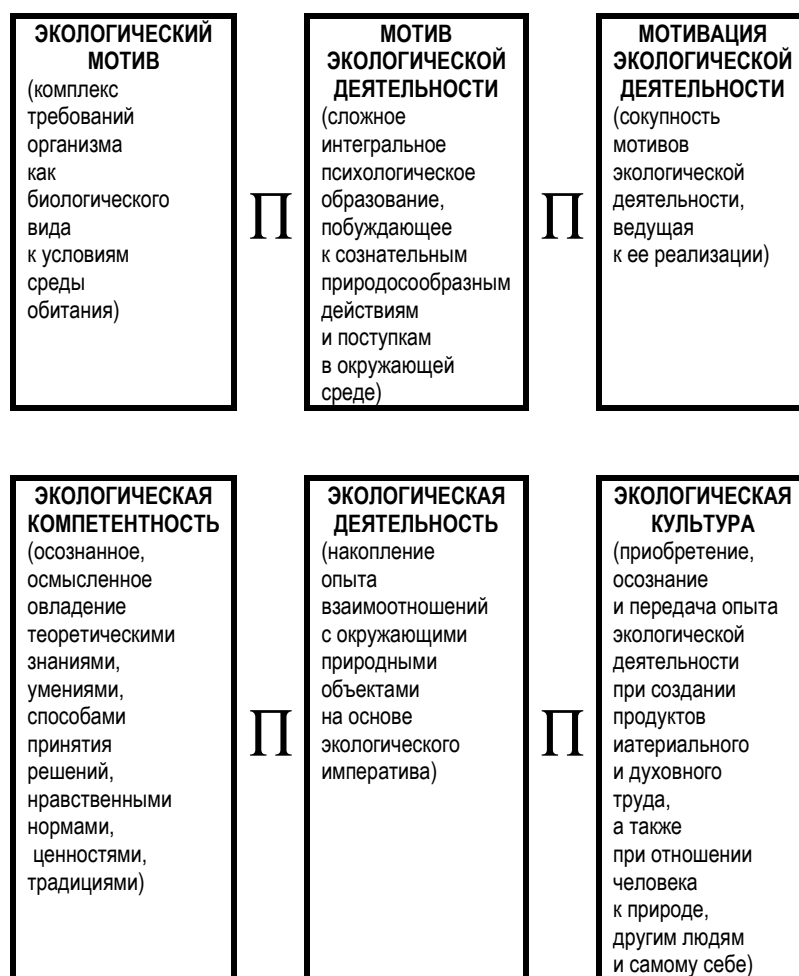 ЭКОЛОГИЧЕСКИЙ
МОТИВ
(комплекс
требований
организма
как
биологического
вида
к условиям
среды
обитания)
П
МОТИВ
ЭКОЛОГИЧЕСКОЙ
ДЕЯТЕЛЬНОСТИ
(сложное
интегральное
психологическое
образование,
побуждающее
к сознательным
природосообразным
действиям
и поступкам
в окружающей
среде)
П
МОТИВАЦИЯ
ЭКОЛОГИЧЕСКОЙ
ДЕЯТЕЛЬНОСТИ
(сокупность
мотивов
экологической
деятельности,
ведущая
к ее реализации)
ЭКОЛОГИЧЕСКАЯ
КОМПЕТЕНТНОСТЬ
(осознанное,
осмысленное
овладение
теоретическими
знаниями,
умениями,
способами
принятия
решений,
нравственными
нормами,
ценностями,
традициями)
П
ЭКОЛОГИЧЕСКАЯ
ДЕЯТЕЛЬНОСТЬ
(накопление
опыта
взаимоотношений
с окружающими
природными
объектами
на основе
экологического
императива)
П
ЭКОЛОГИЧЕСКАЯ
КУЛЬТУРА
(приобретение,
осознание
и передача опыта
экологической
деятельности
при создании
продуктов
иатериального
и духовного
труда,
а также
при отношении
человека
к природе,
другим людям
и самому себе)